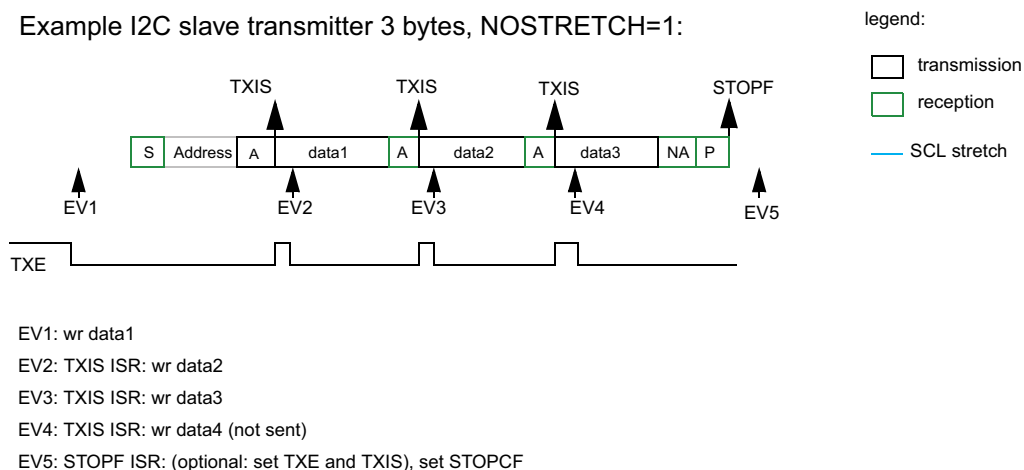 Example I2C slave transmitter 3 bytes, NOSTRETCH=1:
legend:
transmission
reception
SCL stretch
TXIS TXIS TXIS STOPF
S Address A data1 A data2 A data3 NA P
EV1 EV2 EV3 EV4 EV5
TXE
EV1: wr data1
EV2: TXIS ISR: wr data2
EV3: TXIS ISR: wr data3
EV4: TXIS ISR: wr data4 (not sent)
EV5: STOPF ISR: (optional: set TXE and TXIS), set STOPCF